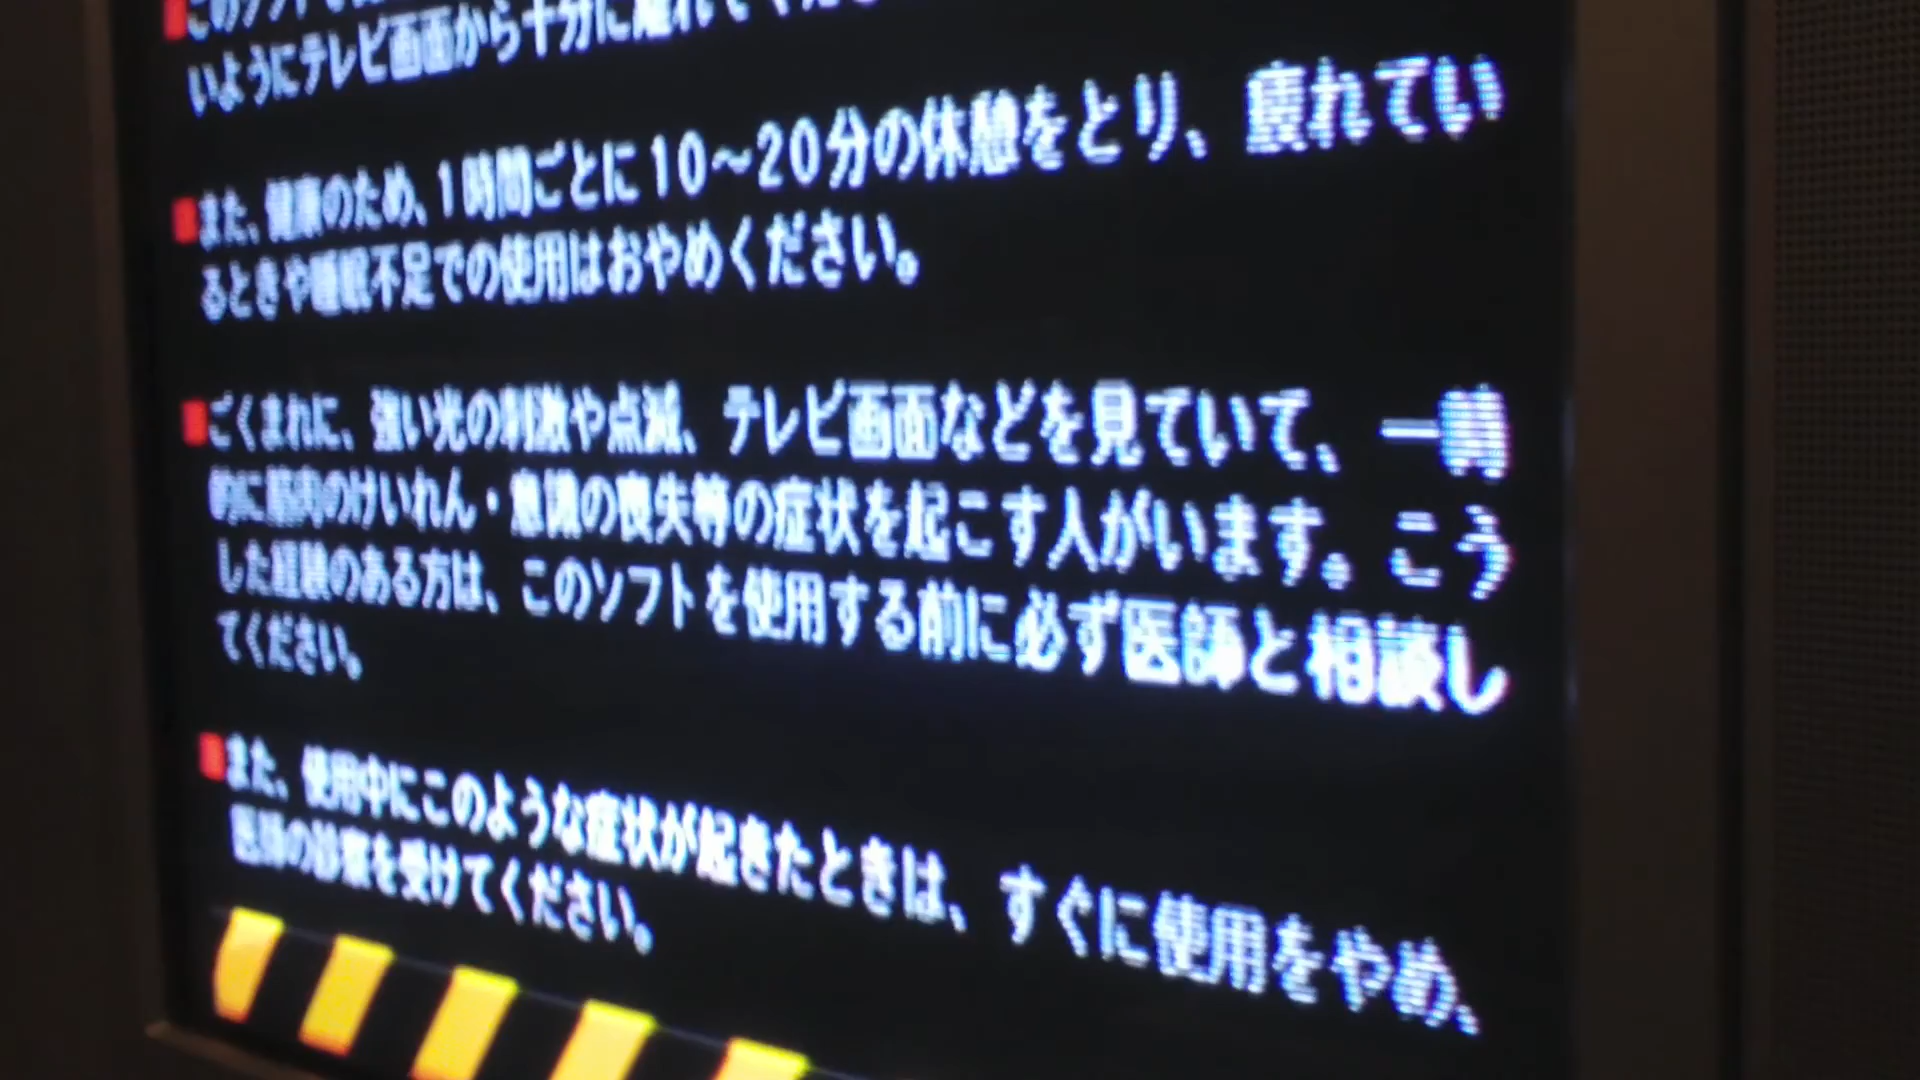 ■このソフト
いようにテレビ画面から十分に離れてくださ
■また、健康のため、1時間ごとに10～20分の休憩をとり、疲れてい
るときや睡眠不足での使用はおやめください。
■ごくまれに、強い光の刺激や点滅、テレビ画面などを見ていて、一時
的に筋肉のけいれん・意識の喪失等の症状を起こす人がいます。こう
した経験のある方は、このソフトを使用する前に必ず医師と相談し
てください。
■また、使用中にこのような症状が起きたときは、すぐに使用をやめ、
医師の診察を受けてください。